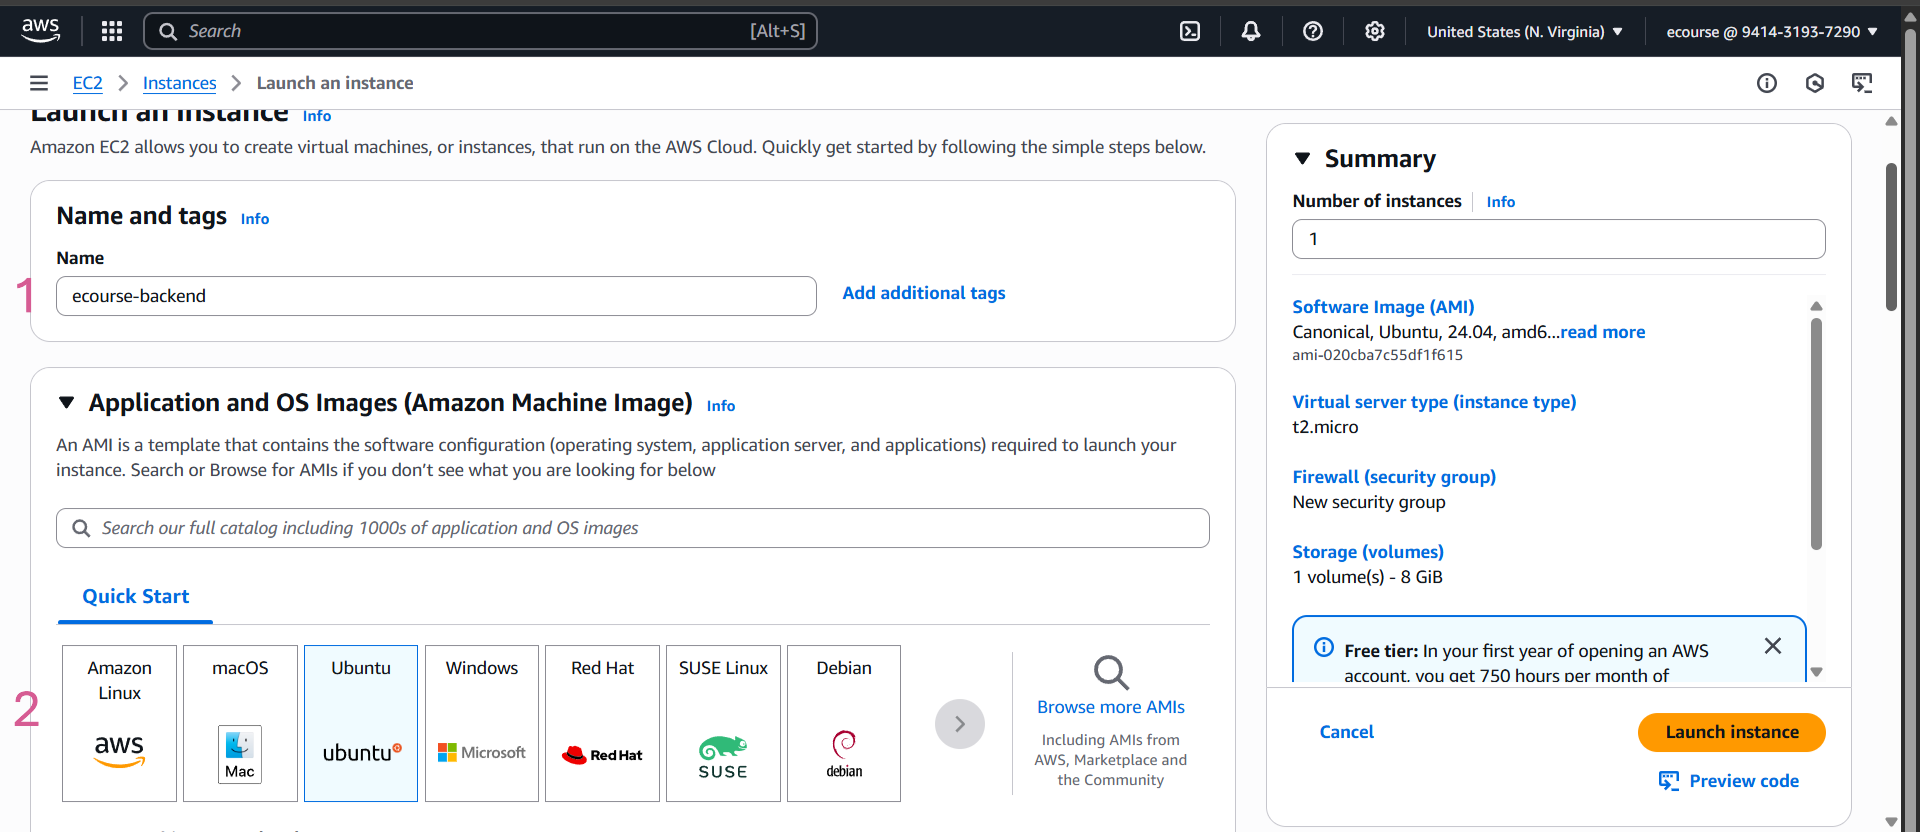 aws
Search [Alt+S]
United States (N. Virginia)
ecourse @ 9414-3193-7290
EC2
Instances
Launch an instance
Launch an instance Info
Amazon EC2 allows you to create virtual machines, or instances, that run on the AWS Cloud. Quickly get started by following the simple steps below.
Name and tags Info
Name
1
ecourse-backend
Add additional tags
Application and OS Images (Amazon Machine Image) Info
An AMI is a template that contains the software configuration (operating system, application server, and applications) required to launch your
instance. Search or Browse for AMIs if you don’t see what you are looking for below
Search our full catalog including 1000s of application and OS images
Quick Start
2
Amazon
Linux
aws
macOS
Mac
Ubuntu
ubuntu
Windows
Microsoft
Red Hat
Red Hat
SUSE Linux
SUSE
Debian
debian
Browse more AMIs
Including AMIs from
AWS, Marketplace and
the Community
Summary
Number of instances Info
1
Software Image (AMI)
Canonical, Ubuntu, 24.04, amd6...read more
ami-020cba7c55df1f615
Virtual server type (instance type)
t2.micro
Firewall (security group)
New security group
Storage (volumes)
1 volume(s) - 8 GiB
Free tier: In your first year of opening an AWS
account, you get 750 hours per month of
Cancel
Launch instance
Preview code